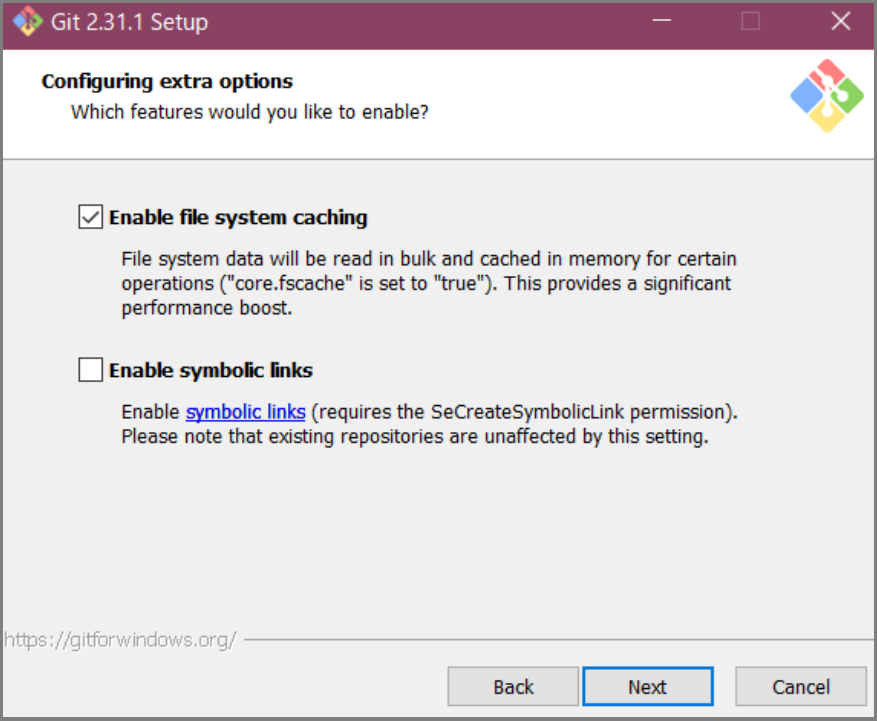 Git 2.31.1 Setup
Configuring extra options
Which features would you like to enable?
Enable file system caching
File system data will be read in bulk and cached in memory for certain
operations ("core.fscache" is set to "true"). This provides a significant
performance boost.
Enable symbolic links
Enable symbolic links (requires the SeCreateSymbolicLink permission).
Please note that existing repositories are unaffected by this setting.
https://gitforwindows.org/
Back Next Cancel